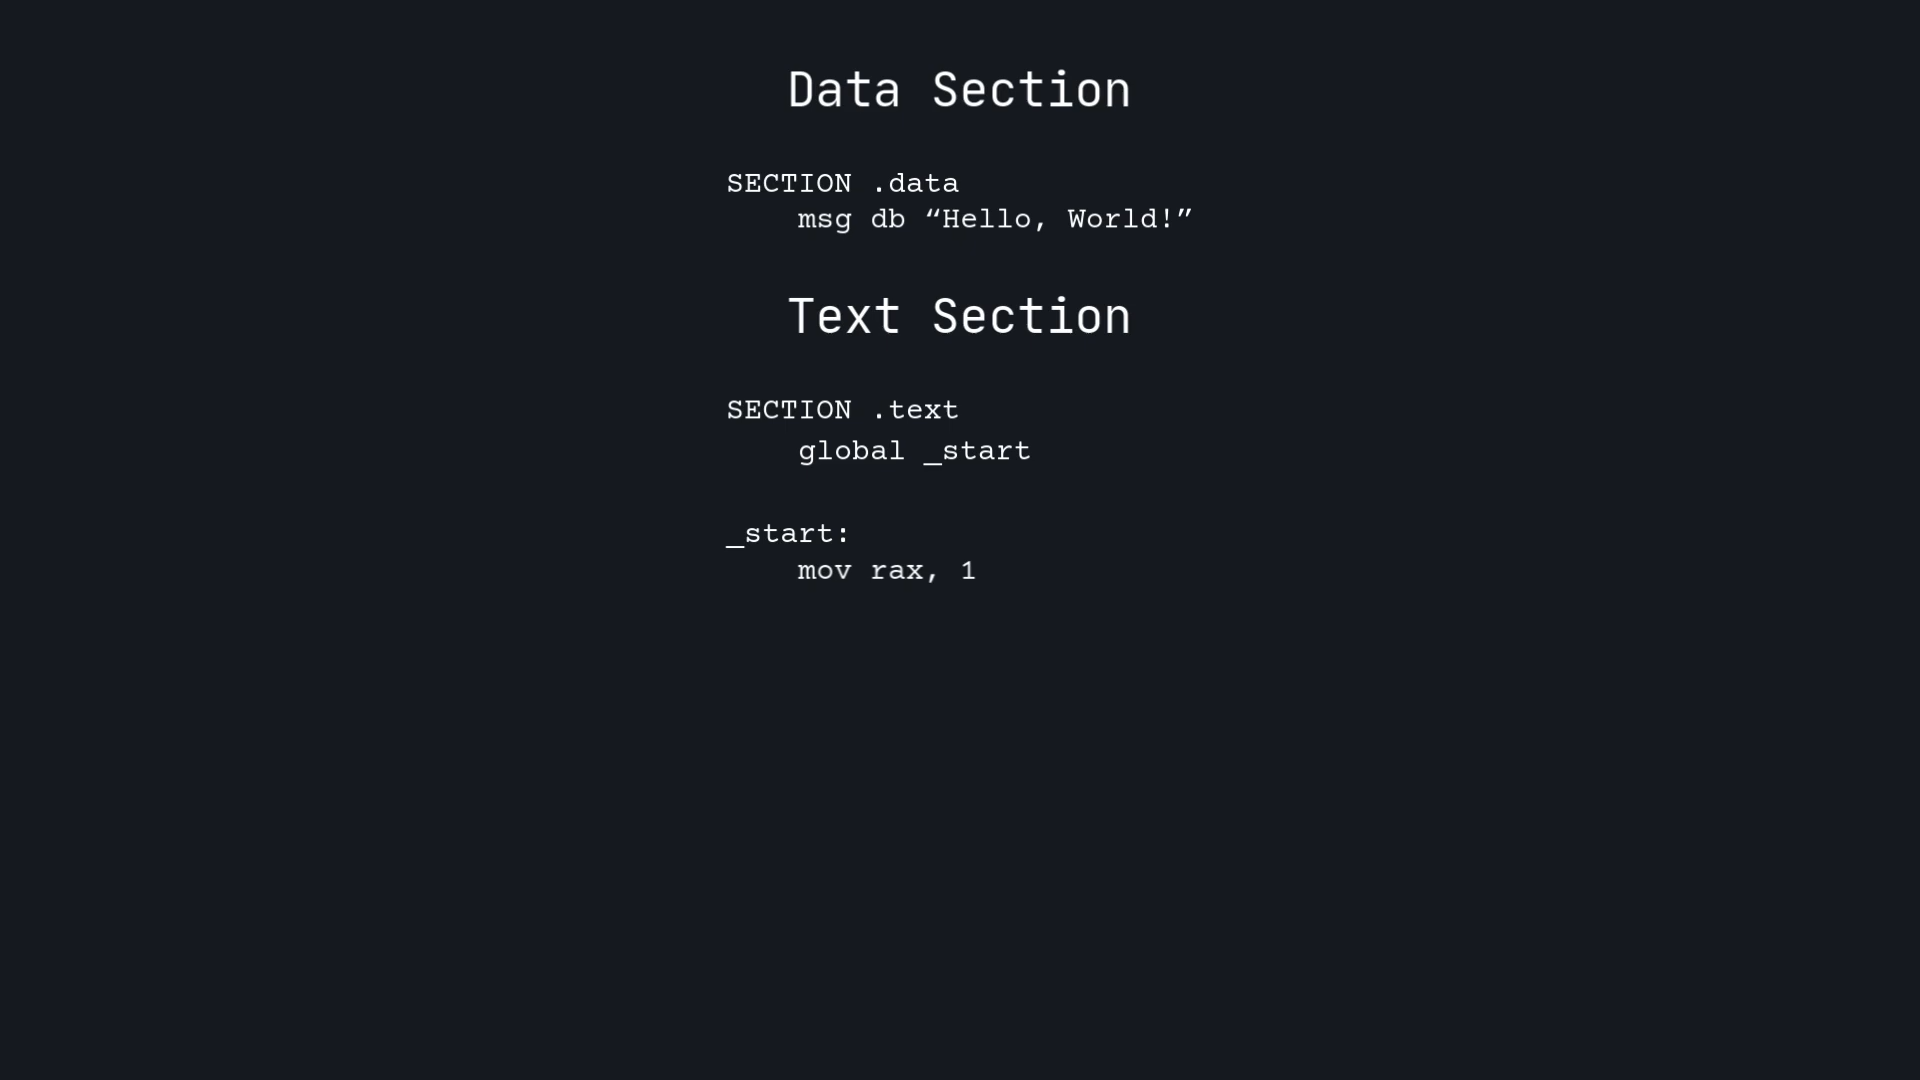 Data Section
SECTION .data
msg db “Hello, World!”
Text Section
SECTION .text
global _start
_start:
mov rax, 1